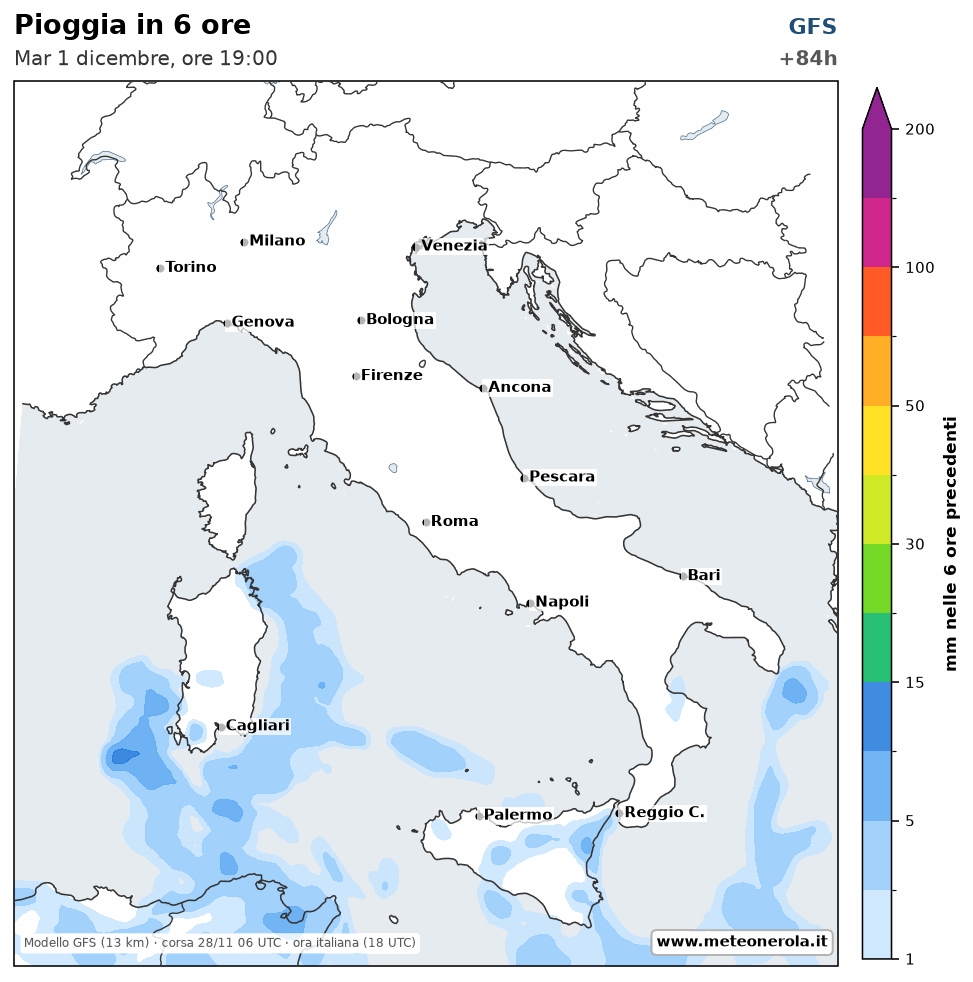 Pioggia in 6 ore
GFS
Mar 1 dicembre, ore 19:00
+84h
Milano
Venezia
Torino
Genova
Bologna
Firenze
Ancona
Pescara
Roma
Bari
Napoli
Cagliari
Palermo
Reggio C.
200
100
50
30
15
5
1
mm nelle 6 ore precedenti
Modello GFS (13 km) · corsa 28/11 06 UTC · ora italiana (18 UTC)
www.meteonerola.it